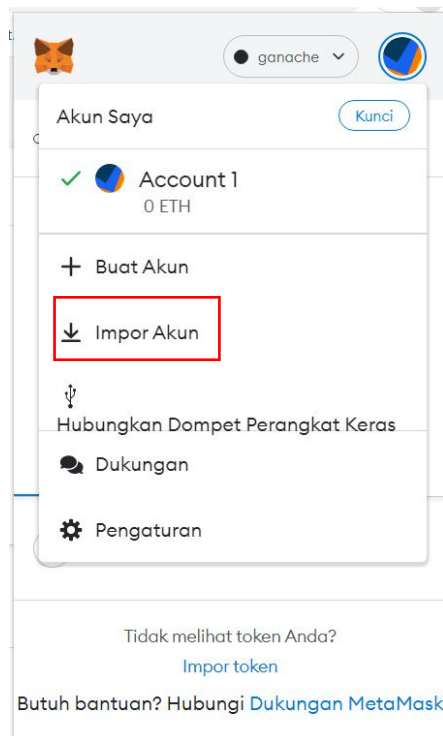 ganache
Akun Saya
Kunci
Account 1
0 ETH
Buat Akun
Impor Akun
Hubungkan Dompet Perangkat Keras
Dukungan
Pengaturan
Tidak melihat token Anda?
Impor token
Butuh bantuan? Hubungi Dukungan MetaMask